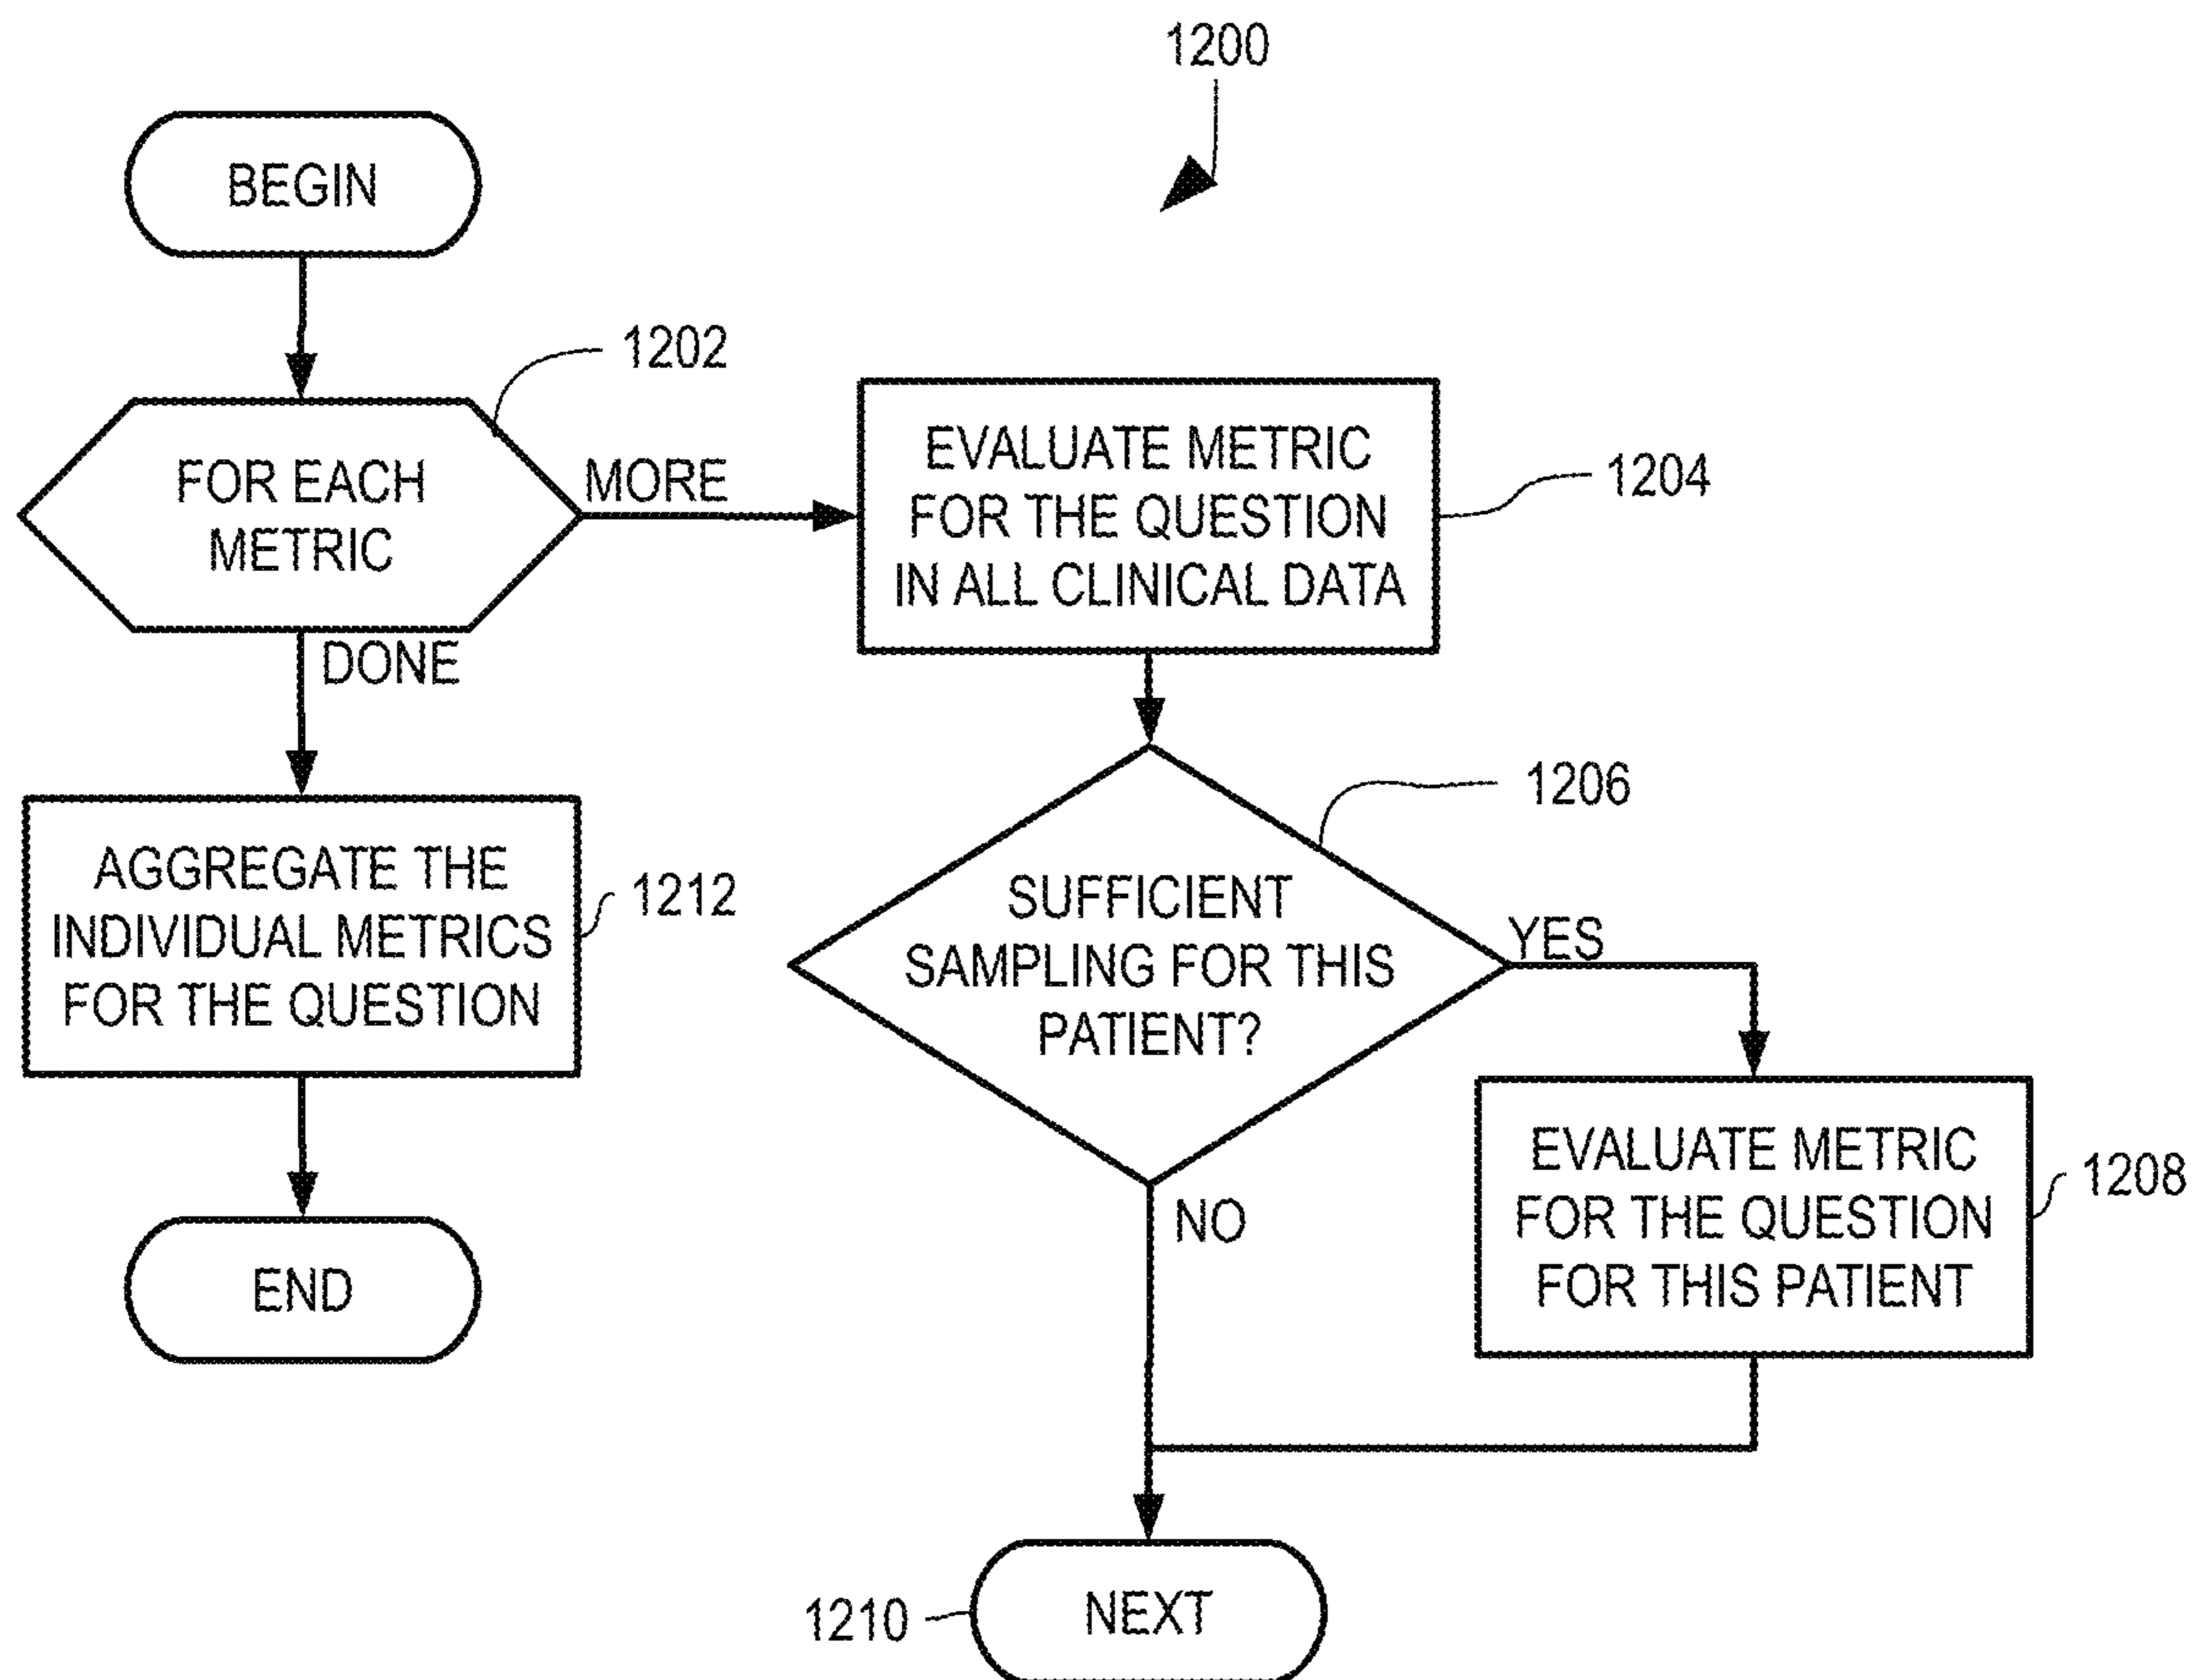 1200
BEGIN
1202
FOR EACH
METRIC
MORE
DONE
EVALUATE METRIC
FOR THE QUESTION
IN ALL CLINICAL DATA
1204
SUFFICIENT
SAMPLING FOR THIS
PATIENT?
1206
YES
NO
EVALUATE METRIC
FOR THE QUESTION
FOR THIS PATIENT
1208
1210
NEXT
AGGREGATE THE
INDIVIDUAL METRICS
FOR THE QUESTION
1212
END